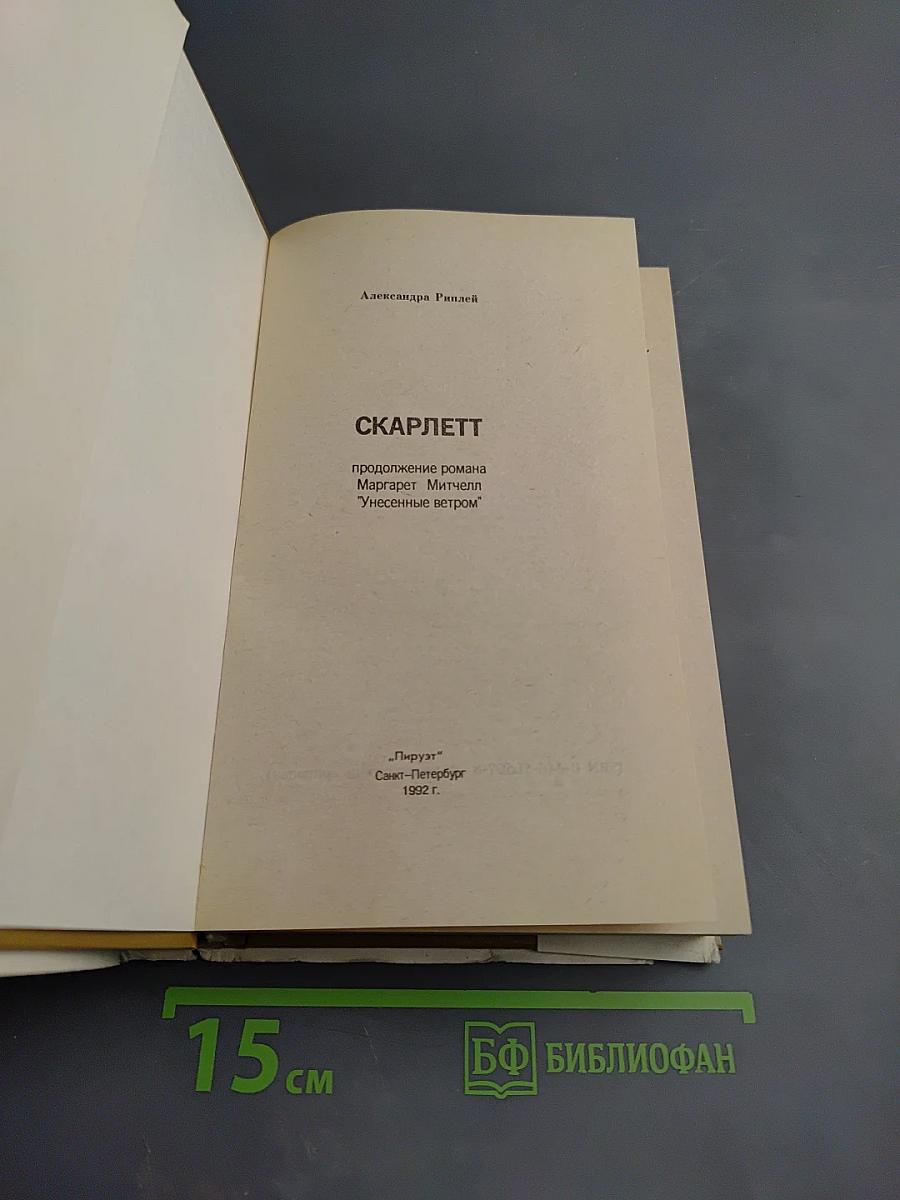 Александра Риплей
СКАРЛЕТТ
продолжение романа
Маргарет Митчелл
"Унесенные ветром"
„Пируэт“
Санкт–Петербург
1992 г.
15 см
БФ БИБЛИОФАН